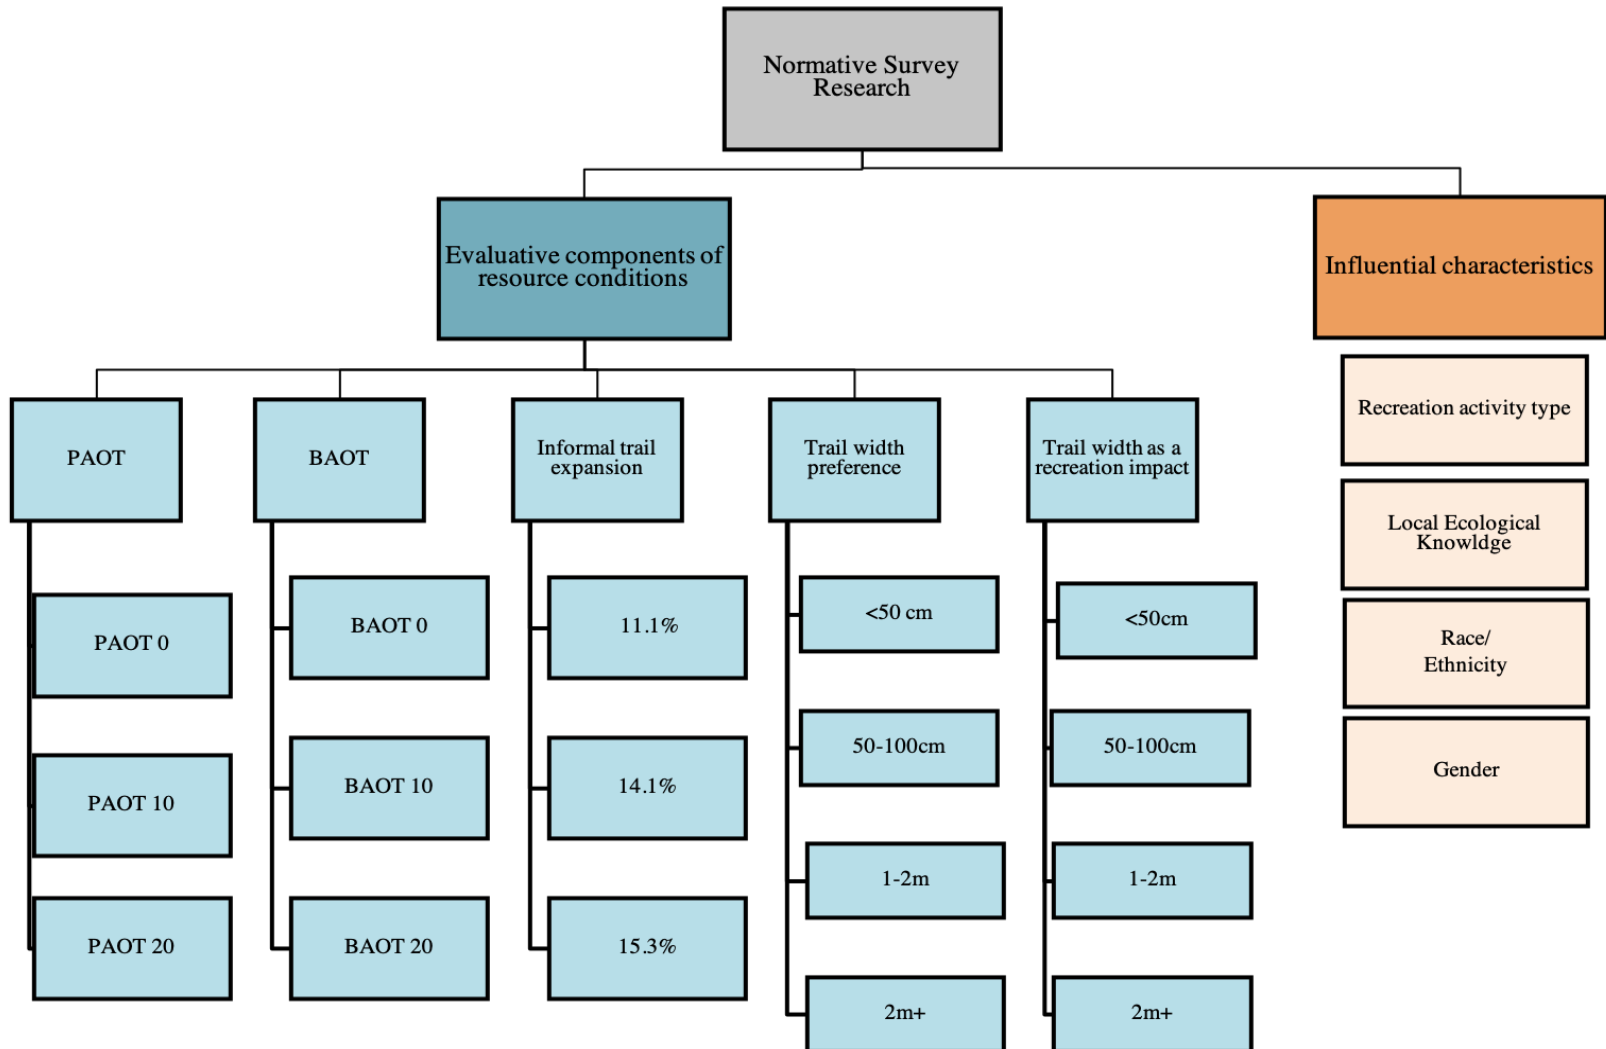 Normative Survey
Research
Evaluative components of
resource conditions
Influential characteristics
PAOT
BAOT
Informal trail
expansion
Trail width
preference
Trail width as a
recreation impact
PAOT 0
PAOT 10
PAOT 20
BAOT 0
BAOT 10
BAOT 20
11.1%
14.1%
15.3%
<50 cm
50-100cm
1-2m
2m+
<50cm
50-100cm
1-2m
2m+
Recreation activity type
Local Ecological
Knowldge
Race/
Ethnicity
Gender